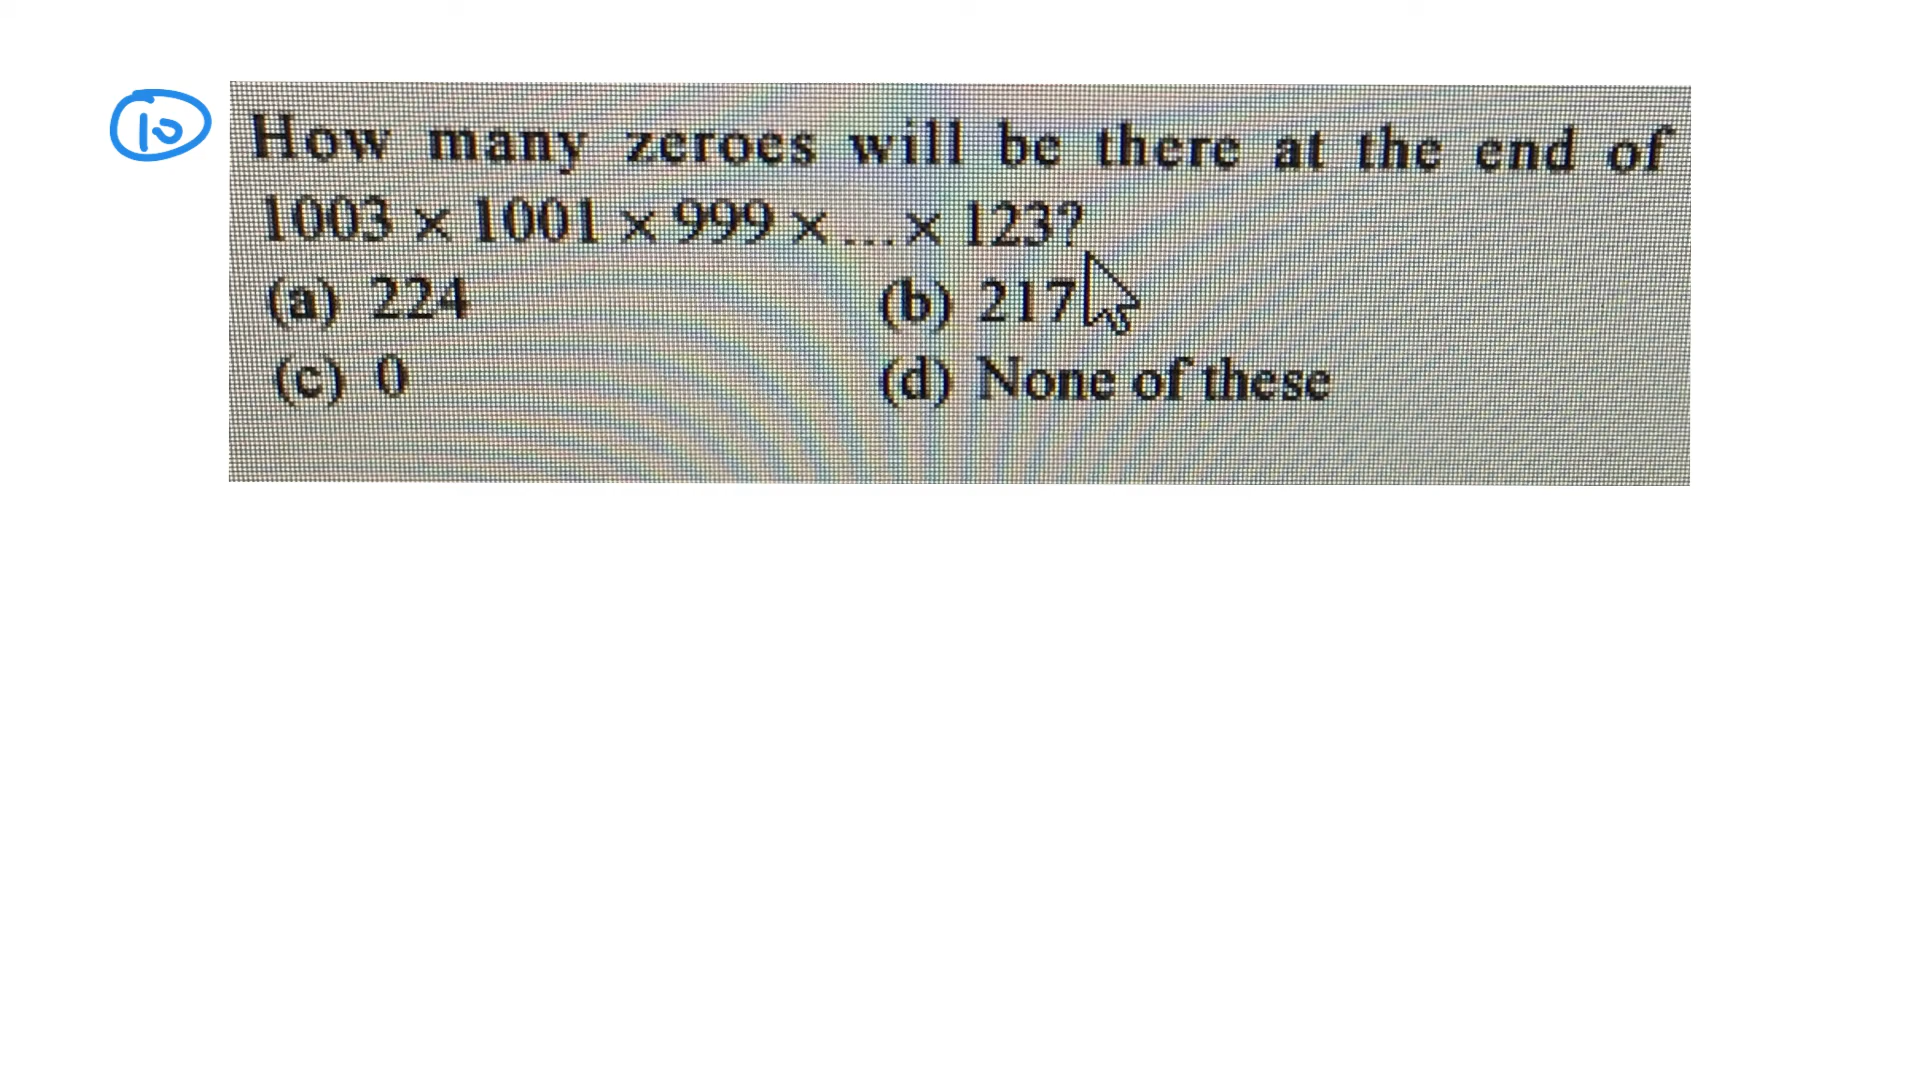 10
How many zeroes will be there at the end of
1003 × 1001 × 999 × ... × 123?
(a) 224 (b) 217
(c) 0 (d) None of these